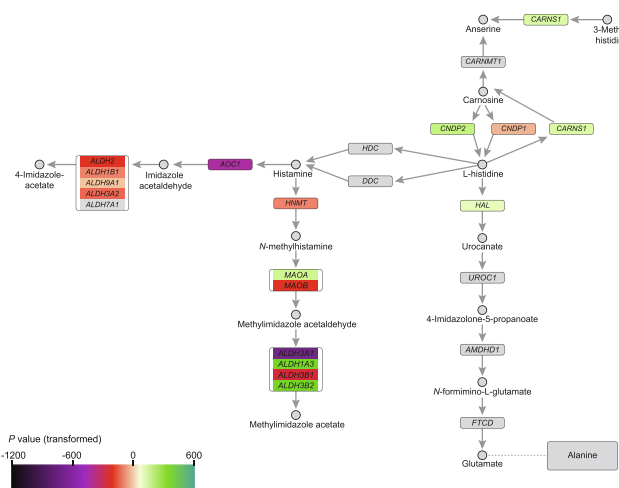 CARNS1
Anserine
3-Meth
histidi
CARNMT1
Carnosine
CNDP2
CNDP1
CARNS1
HDC
DDC
L-histidine
ALDH2
ALDH1B1
ALDH9A1
ALDH3A2
ALDH7A1
4-Imidazole-
acetate
Imidazole
acetaldehyde
AOC1
Histamine
HNMT
HAL
N-methylhistamine
Urocanate
MAOA
MAOB
UROC1
Methylimidazole acetaldehyde
4-Imidazolone-5-propanoate
ALDH3A1
ALDH1A3
ALDH3B1
ALDH3B2
AMDHD1
N-formimino-L-glutamate
Methylimidazole acetate
FTCD
Glutamate
Alanine
P value (transformed)
-1200 -600 0 600